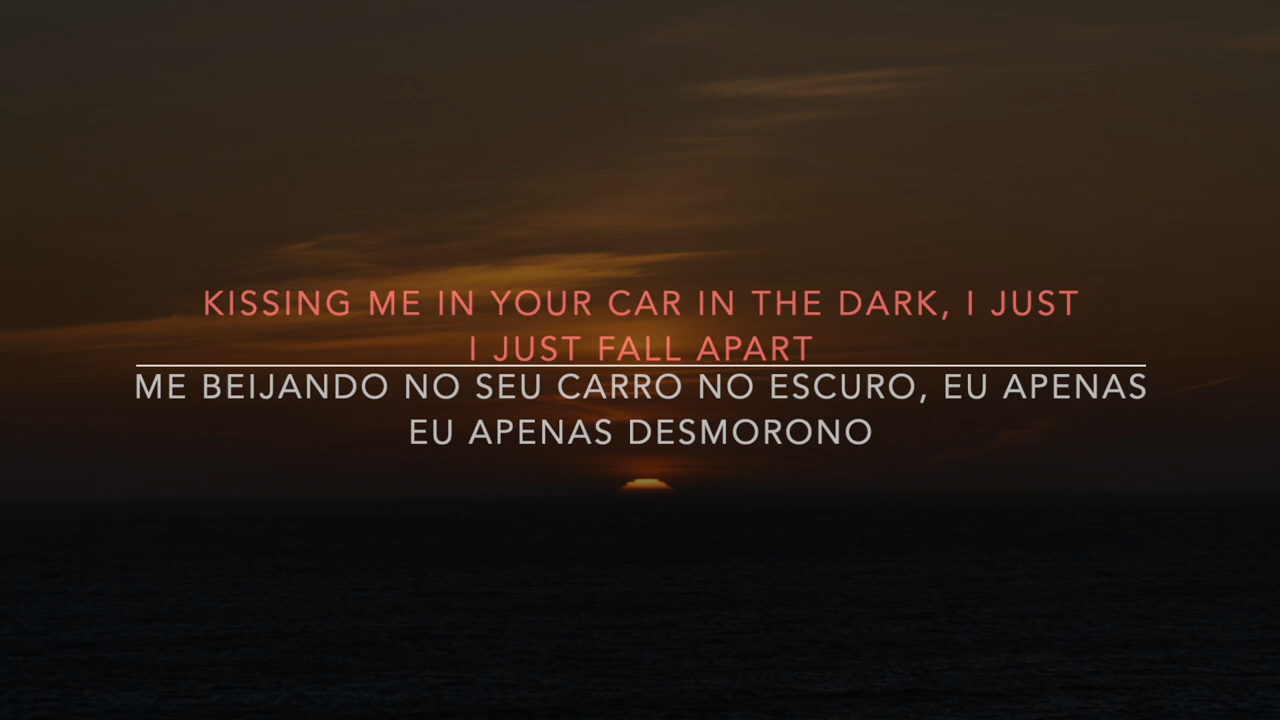 KISSING ME IN YOUR CAR IN THE DARK, I JUST
I JUST FALL APART
ME BEIJANDO NO SEU CARRO NO ESCURO, EU APENAS
EU APENAS DESMORONO